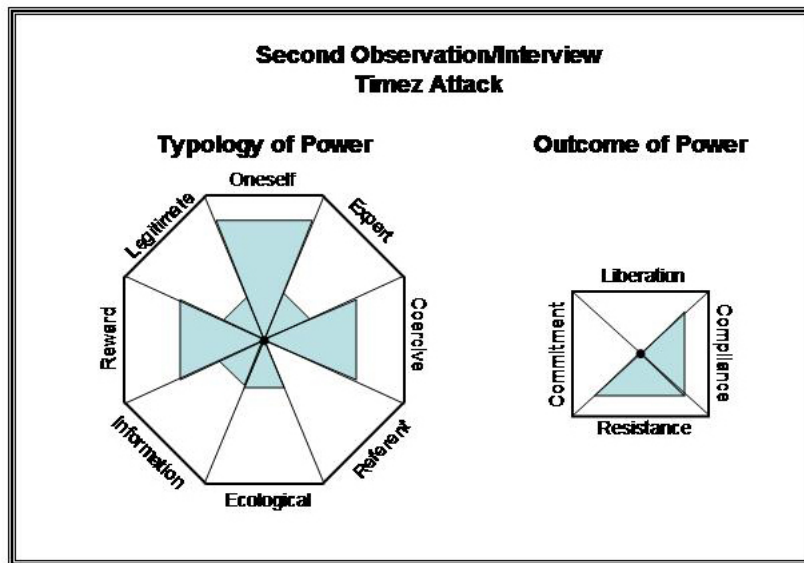 Second Observation/Interview
Timez Attack
Typology of Power
Outcome of Power
Oneself
Legitimate
Expert
Reward
Coercive
Information
Referent
Ecological
Liberation
Commitment
Compliance
Resistance